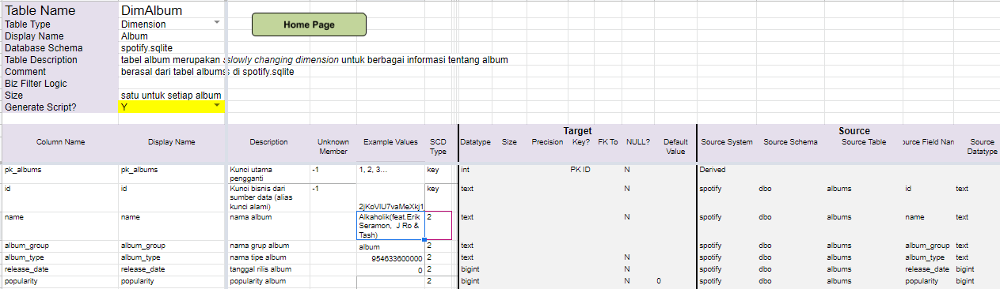 Table Name DimAlbum
Table Type Dimension
Home Page
Display Name Album
Database Schema spotify.sqlite
Table Description tabel album merupakan slowly changing dimension untuk berbagai informasi tentang album
Comment berasal dari tabel albums di spotify.sqlite
Biz Filter Logic
Size satu untuk setiap album
Generate Script? Y
Target Source
Column Name Display Name Description Unknown Member Example Values SCD Type Datatype Size Precision Key? FK To NULL? Default Value Source System Source Schema Source Table ource Field Nan Source Datatype
pk_albums pk_albums Kunci utama pengganti -1 1, 2, 3... key int PK ID N Derived
id id Kunci bisnis dari sumber data (alias kunci alami) -1 2jKoVlU7vaMeXkj1 key text N spotify dbo albums id text
name name nama album Alkaholik(feat.Erik Seramon, J Ro & Tash) 2 text N spotify dbo albums name text
album_group album_group nama grup album album 2 text spotify dbo albums album_group text
album_type album_type nama tipe album 954633600000 2 text N spotify dbo albums album_type text
release_date release_date tanggal rilis album 0 2 bigint N spotify dbo albums release_date bigint
popularity popularity popularity album 2 bigint N 0 spotify dbo albums popularity bigint